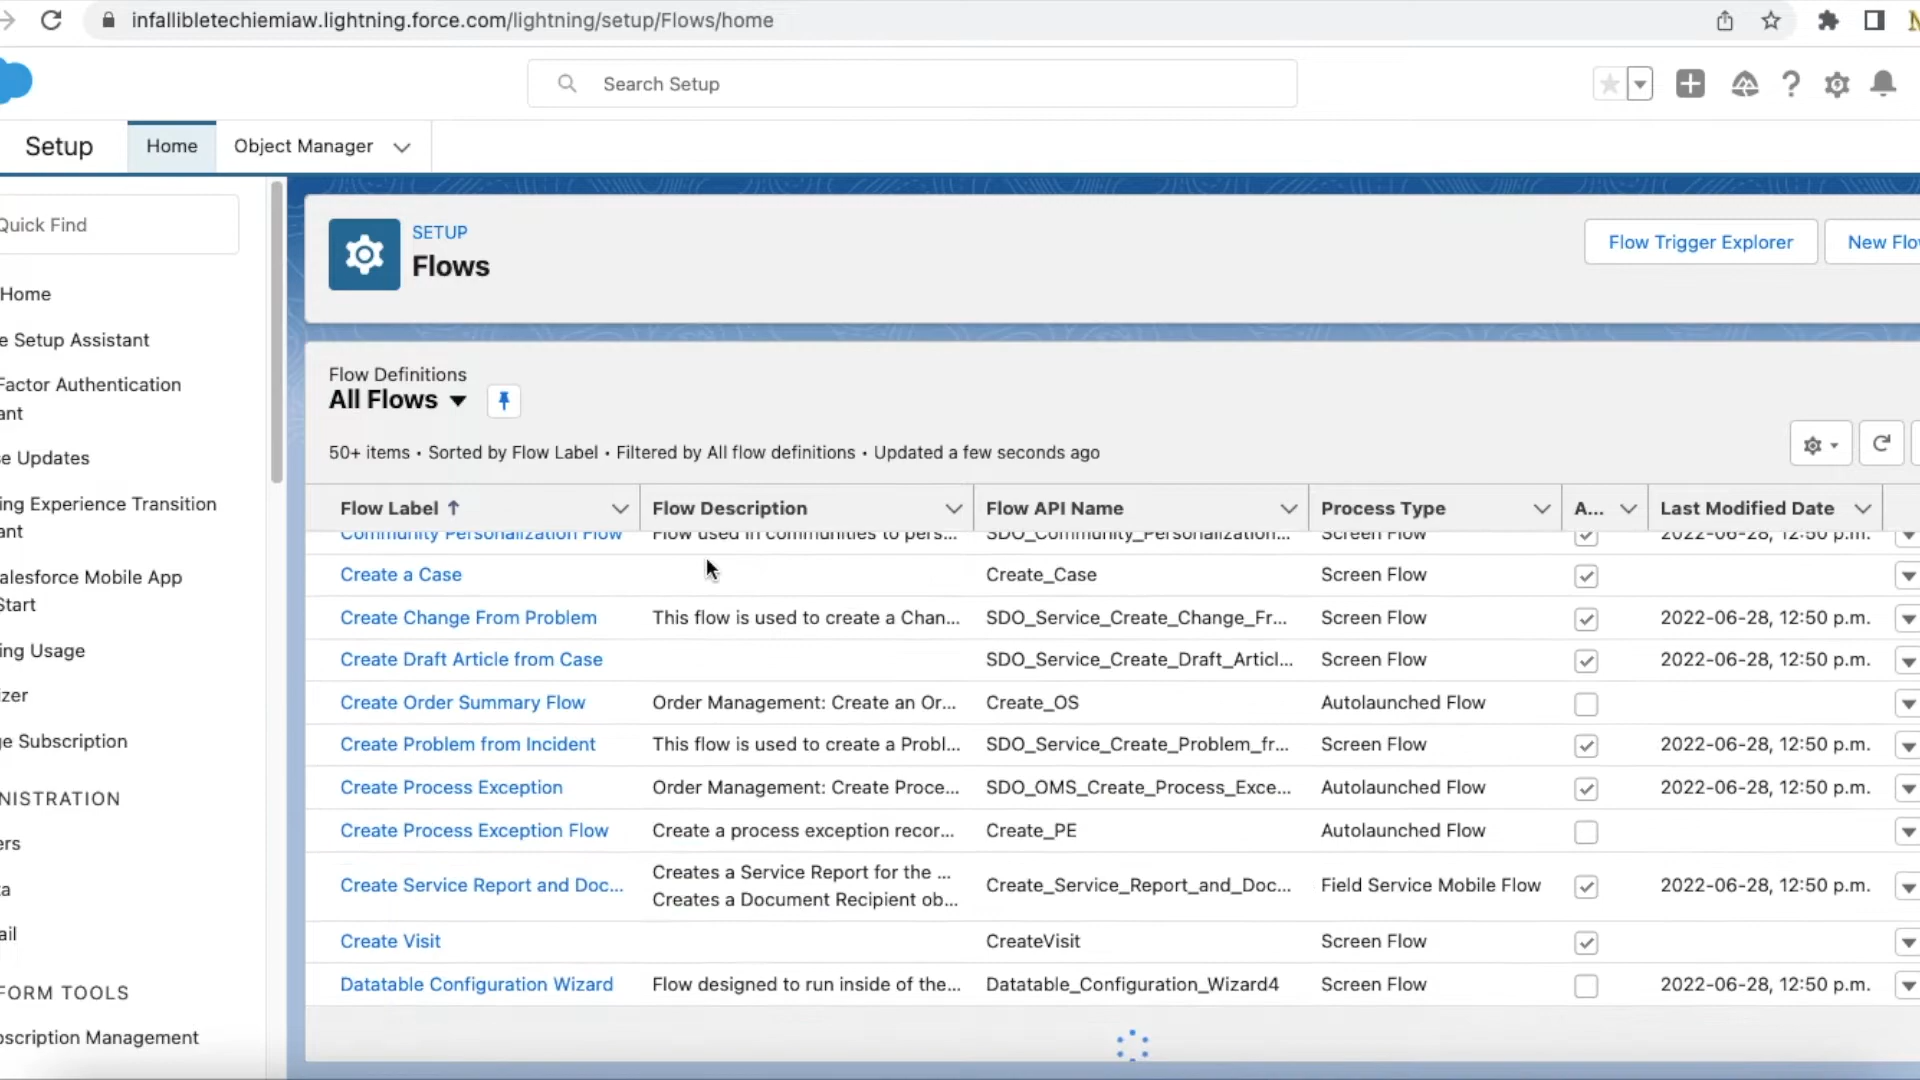 infallibletechiemiaw.lightning.force.com/lightning/setup/Flows/home
Search Setup
Setup
Home
Object Manager
Quick Find
Home
e Setup Assistant
Factor Authentication
ant
e Updates
ing Experience Transition
ant
alesforce Mobile App
Start
ing Usage
izer
e Subscription
NISTRATION
ers
ta
ail
FORM TOOLS
bscription Management
SETUP
Flows
Flow Trigger Explorer
New Flo
Flow Definitions
All Flows
50+ items • Sorted by Flow Label • Filtered by All flow definitions • Updated a few seconds ago
Flow Label ↑ Flow Description Flow API Name Process Type A... Last Modified Date
Community Personalization Flow Flow used in communities to pers... SDO_Community_Personalization... Screen Flow 2022-06-28, 12:50 p.m.
Create a Case Create_Case Screen Flow
Create Change From Problem This flow is used to create a Chan... SDO_Service_Create_Change_Fr... Screen Flow 2022-06-28, 12:50 p.m.
Create Draft Article from Case SDO_Service_Create_Draft_Articl... Screen Flow 2022-06-28, 12:50 p.m.
Create Order Summary Flow Order Management: Create an Or... Create_OS Autolaunched Flow
Create Problem from Incident This flow is used to create a Probl... SDO_Service_Create_Problem_fr... Screen Flow 2022-06-28, 12:50 p.m.
Create Process Exception Order Management: Create Proce... SDO_OMS_Create_Process_Exce... Autolaunched Flow 2022-06-28, 12:50 p.m.
Create Process Exception Flow Create a process exception recor... Create_PE Autolaunched Flow
Create Service Report and Doc... Creates a Service Report for the ... Create_Service_Report_and_Doc... Field Service Mobile Flow 2022-06-28, 12:50 p.m.
Creates a Document Recipient ob...
Create Visit CreateVisit Screen Flow
Datatable Configuration Wizard Flow designed to run inside of the... Datatable_Configuration_Wizard4 Screen Flow 2022-06-28, 12:50 p.m.